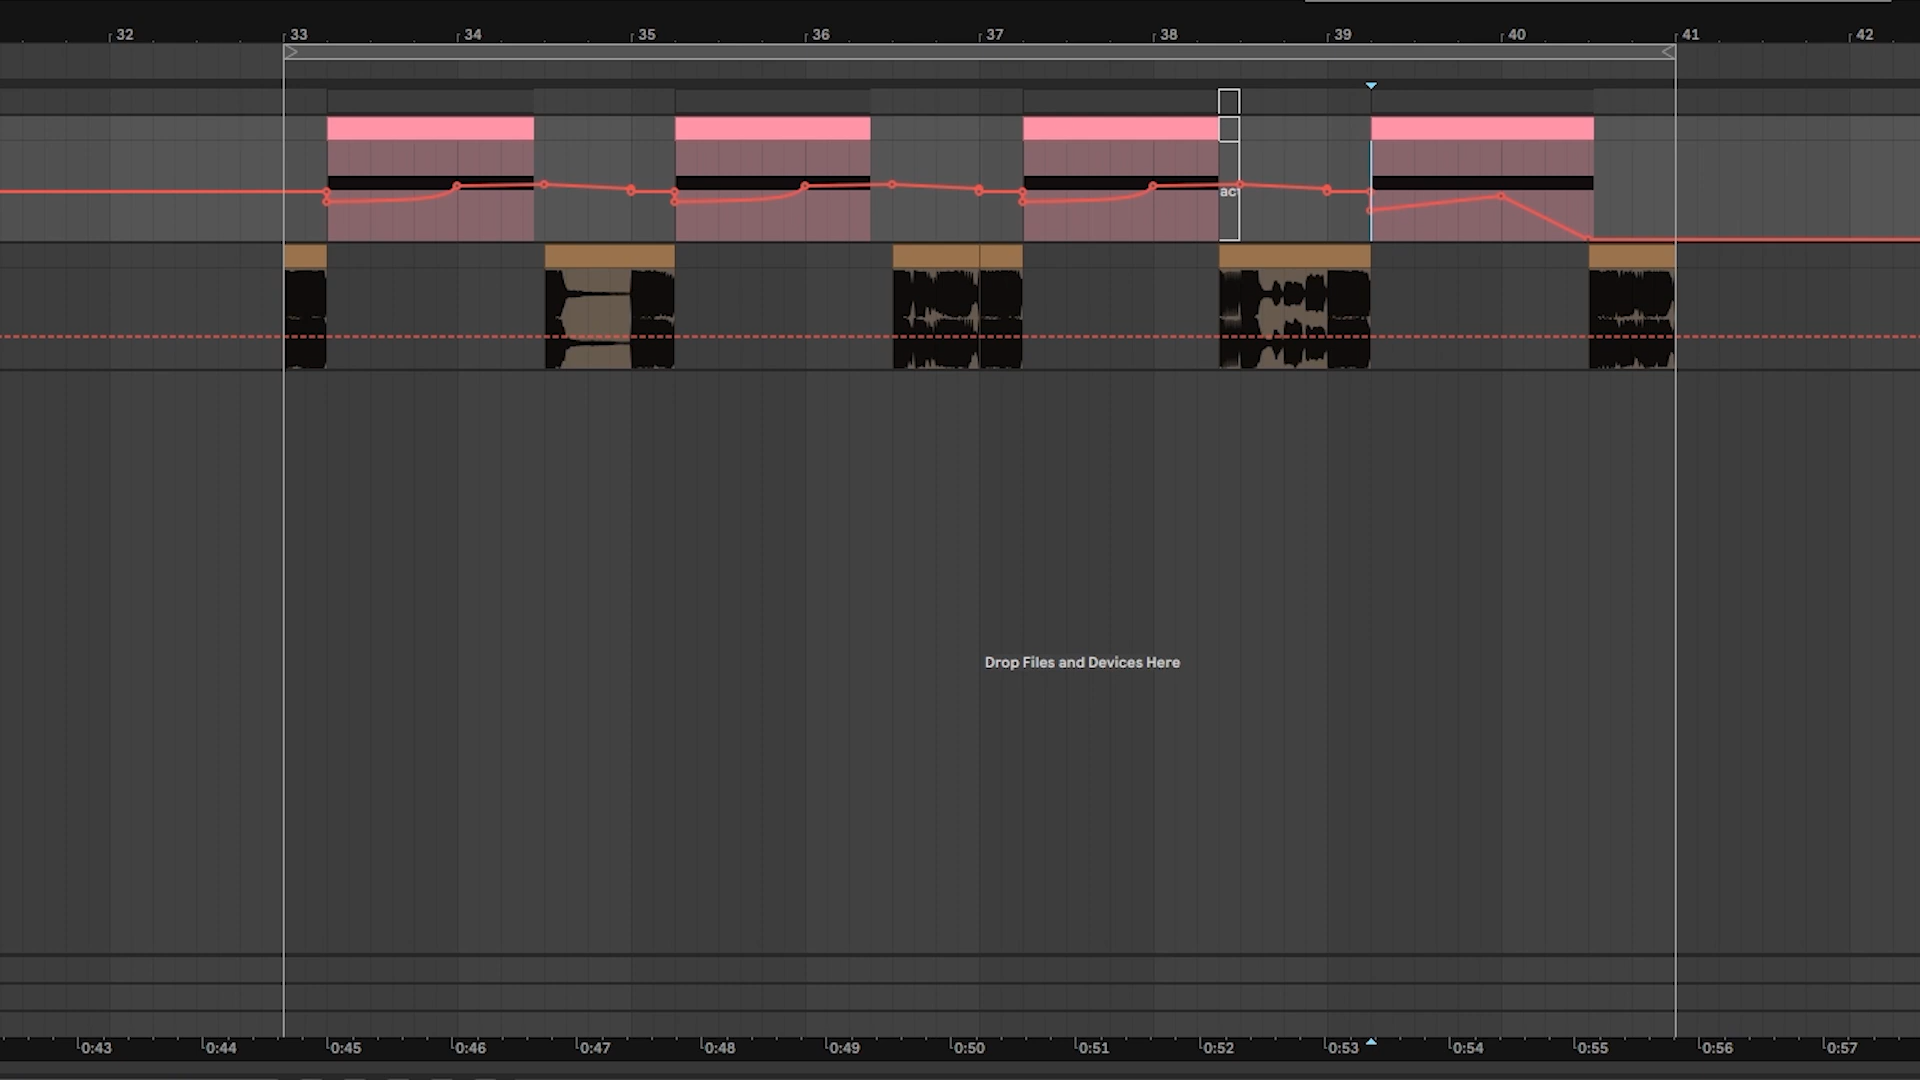 32 33 34 35 36 37 38 39 40 41 42
Drop Files and Devices Here
0:43 0:44 0:45 0:46 0:47 0:48 0:49 0:50 0:51 0:52 0:53 0:54 0:55 0:56 0:57